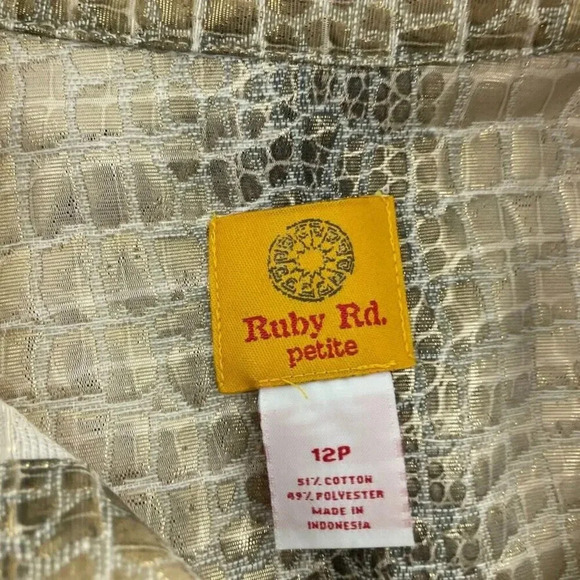 Ruby Rd.
petite
12P
51% COTTON
49% POLYESTER
MADE IN
INDONESIA